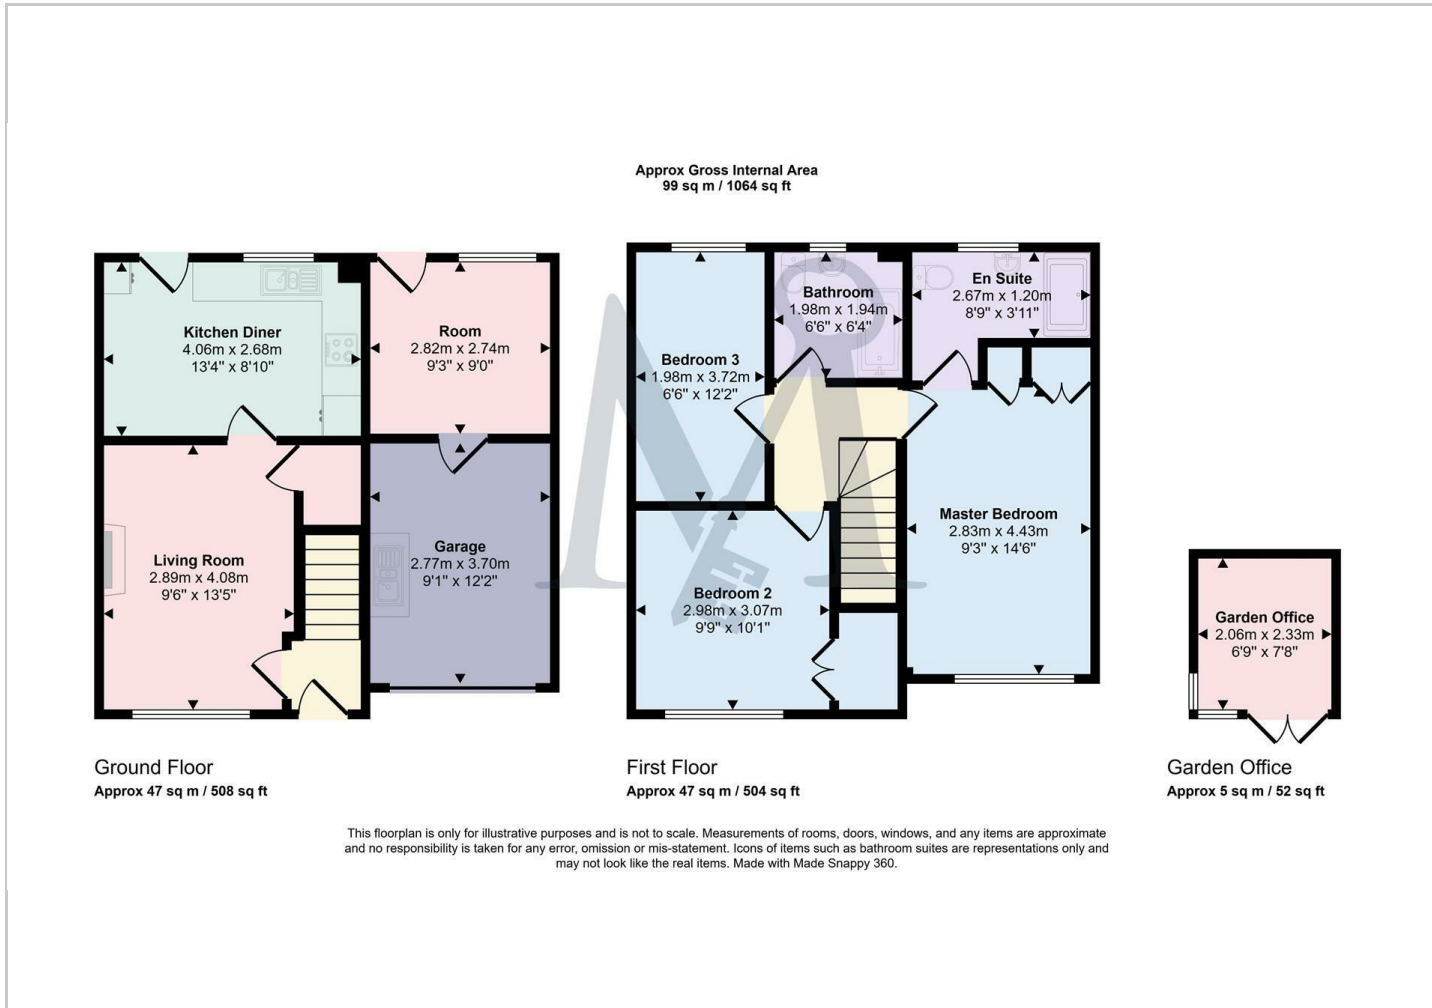 Approx Gross Internal Area
99 sq m / 1064 sq ft
Kitchen Diner
4.06m x 2.68m
13'4" x 8'10"
Room
2.82m x 2.74m
9'3" x 9'0"
Living Room
2.89m x 4.08m
9'6" x 13'5"
Garage
2.77m x 3.70m
9'1" x 12'2"
Ground Floor
Approx 47 sq m / 508 sq ft
Bedroom 3
1.98m x 3.72m
6'6" x 12'2"
Bathroom
1.98m x 1.94m
6'6" x 6'4"
En Suite
2.67m x 1.20m
8'9" x 3'11"
Master Bedroom
2.83m x 4.43m
9'3" x 14'6"
Bedroom 2
2.98m x 3.07m
9'9" x 10'1"
First Floor
Approx 47 sq m / 504 sq ft
Garden Office
2.06m x 2.33m
6'9" x 7'8"
Garden Office
Approx 5 sq m / 52 sq ft
This floorplan is only for illustrative purposes and is not to scale. Measurements of rooms, doors, windows, and any items are approximate
and no responsibility is taken for any error, omission or mis-statement. Icons of items such as bathroom suites are representations only and
may not look like the real items. Made with Made Snappy 360.